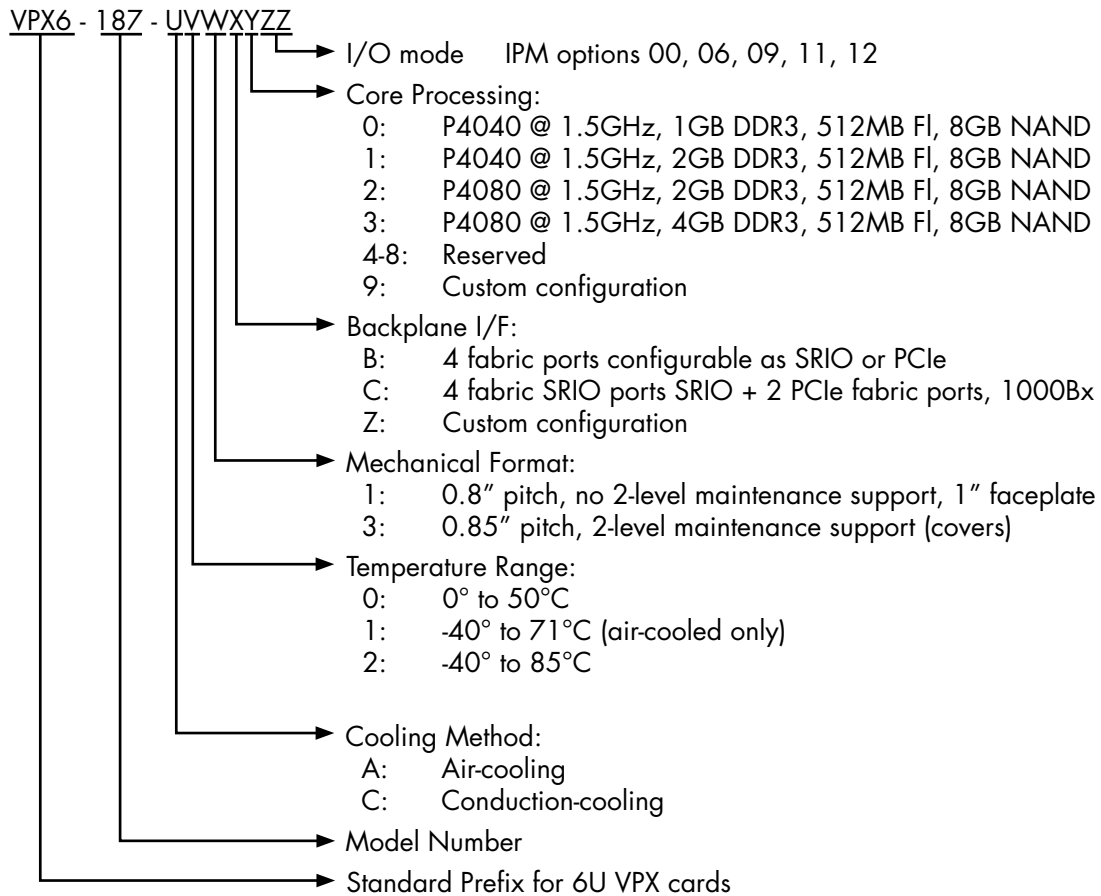 VPX6 - 187 - UVWXYZZ
I/O mode IPM options 00, 06, 09, 11, 12
Core Processing:
0: P4040 @ 1.5GHz, 1GB DDR3, 512MB Fl, 8GB NAND
1: P4040 @ 1.5GHz, 2GB DDR3, 512MB Fl, 8GB NAND
2: P4080 @ 1.5GHz, 2GB DDR3, 512MB Fl, 8GB NAND
3: P4080 @ 1.5GHz, 4GB DDR3, 512MB Fl, 8GB NAND
4-8: Reserved
9: Custom configuration
Backplane I/F:
B: 4 fabric ports configurable as SRIO or PCIe
C: 4 fabric SRIO ports SRIO + 2 PCIe fabric ports, 1000Bx
Z: Custom configuration
Mechanical Format:
1: 0.8” pitch, no 2-level maintenance support, 1” faceplate
3: 0.85” pitch, 2-level maintenance support (covers)
Temperature Range:
0: 0° to 50°C
1: -40° to 71°C (air-cooled only)
2: -40° to 85°C
Cooling Method:
A: Air-cooling
C: Conduction-cooling
Model Number
Standard Prefix for 6U VPX cards